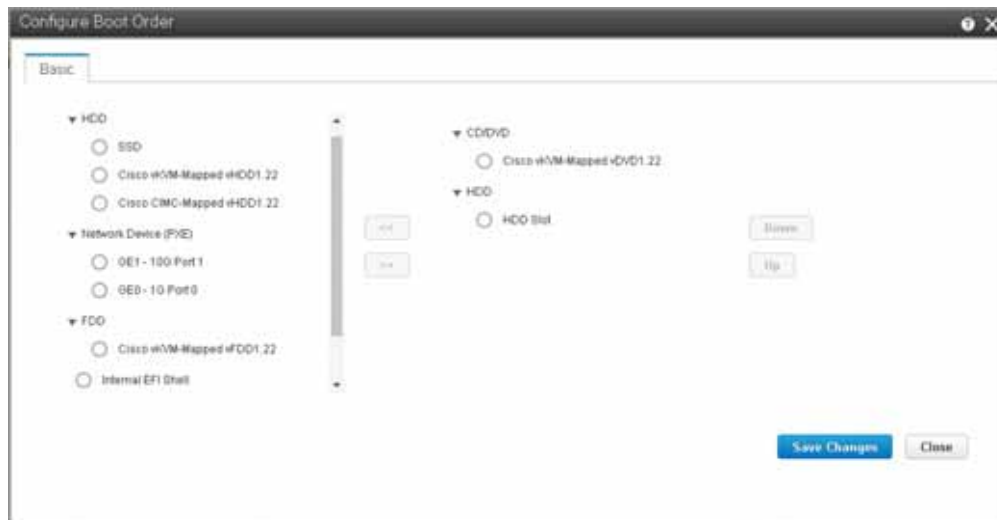 Configure Boot Order
Basic
HDD
SSD
Cisco vKVM-Mapped vHDD1.22
Cisco CIMC-Mapped vHDD1.22
Network Device (PXE)
GE1 - 10G Port 1
GE0 - 1G Port 0
FDD
Cisco vKVM-Mapped vFDD1.22
Internal EFI Shell
<<
>>
CD/DVD
Cisco vKVM-Mapped vDVD1.22
HDD
HDD Slot
Down
Up
Save Changes
Close